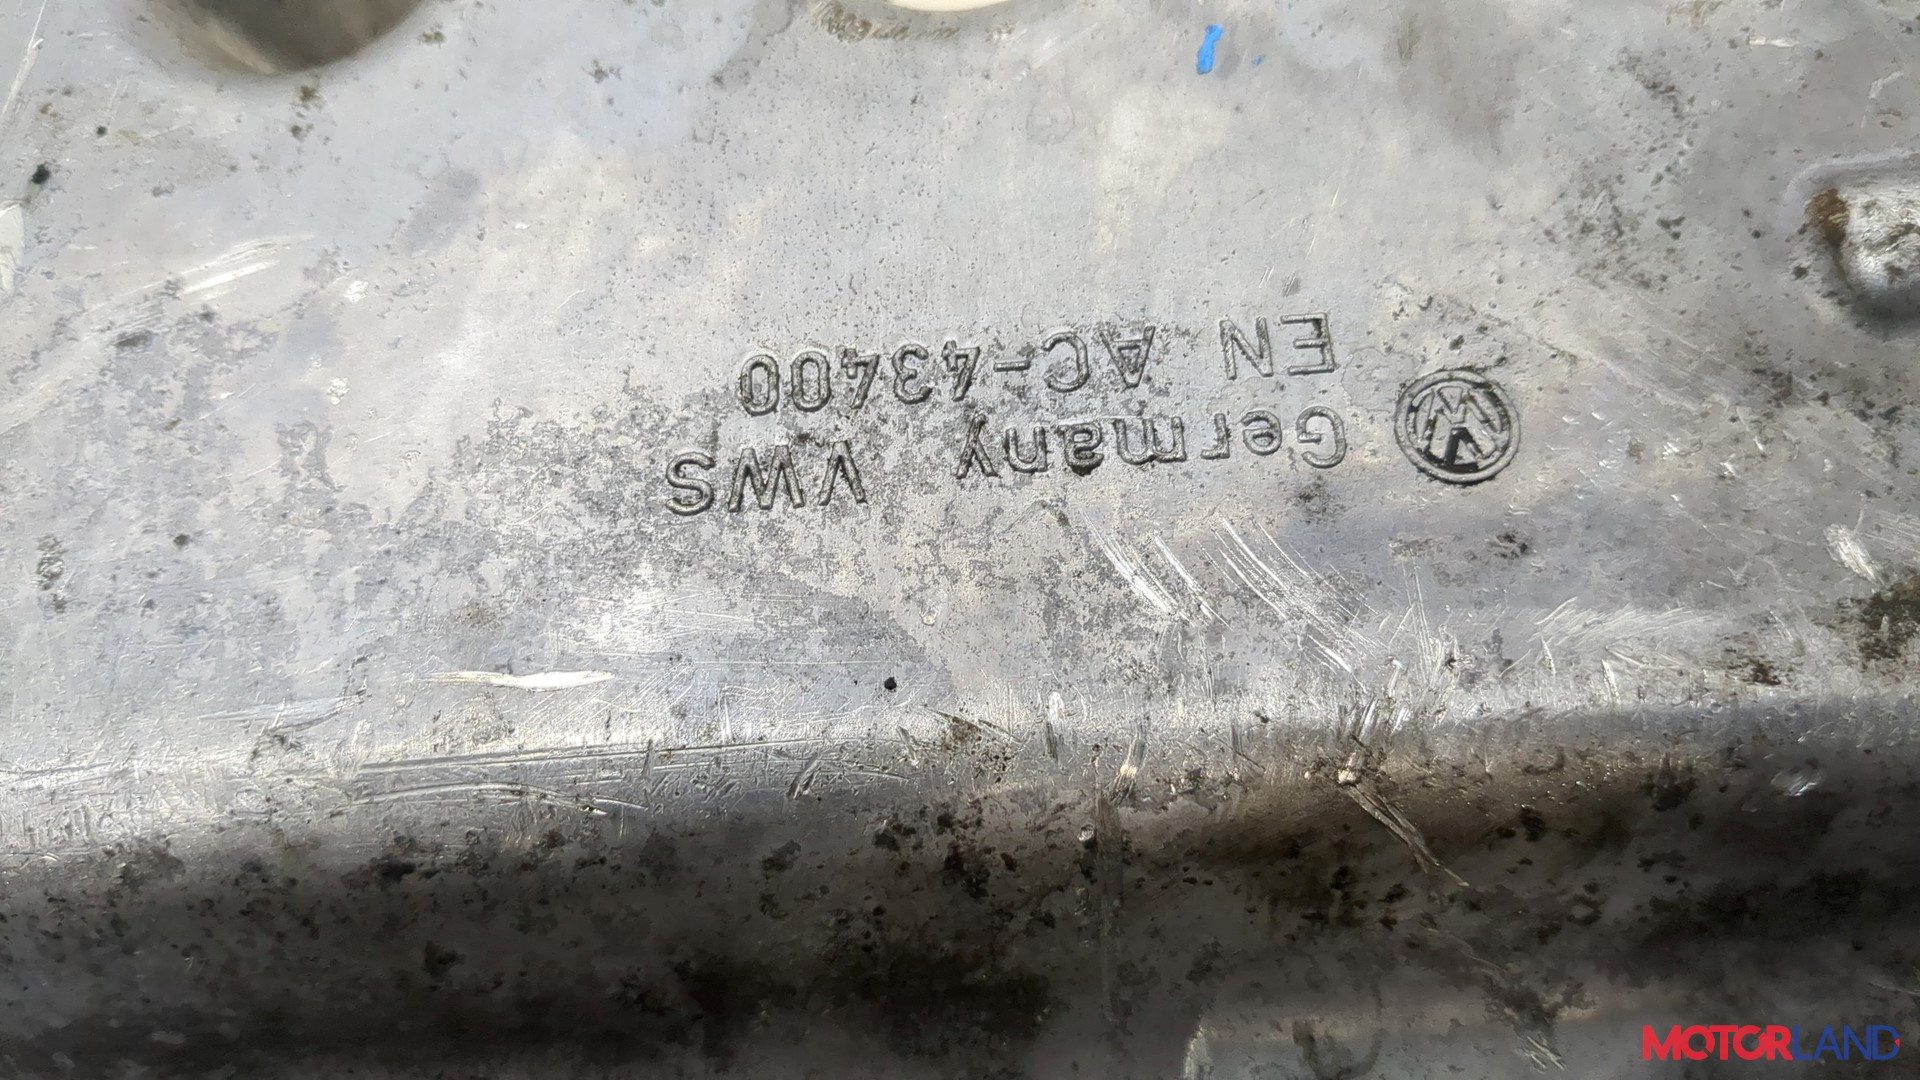 Germany VWS
EN AC-43400
MOTORLAND